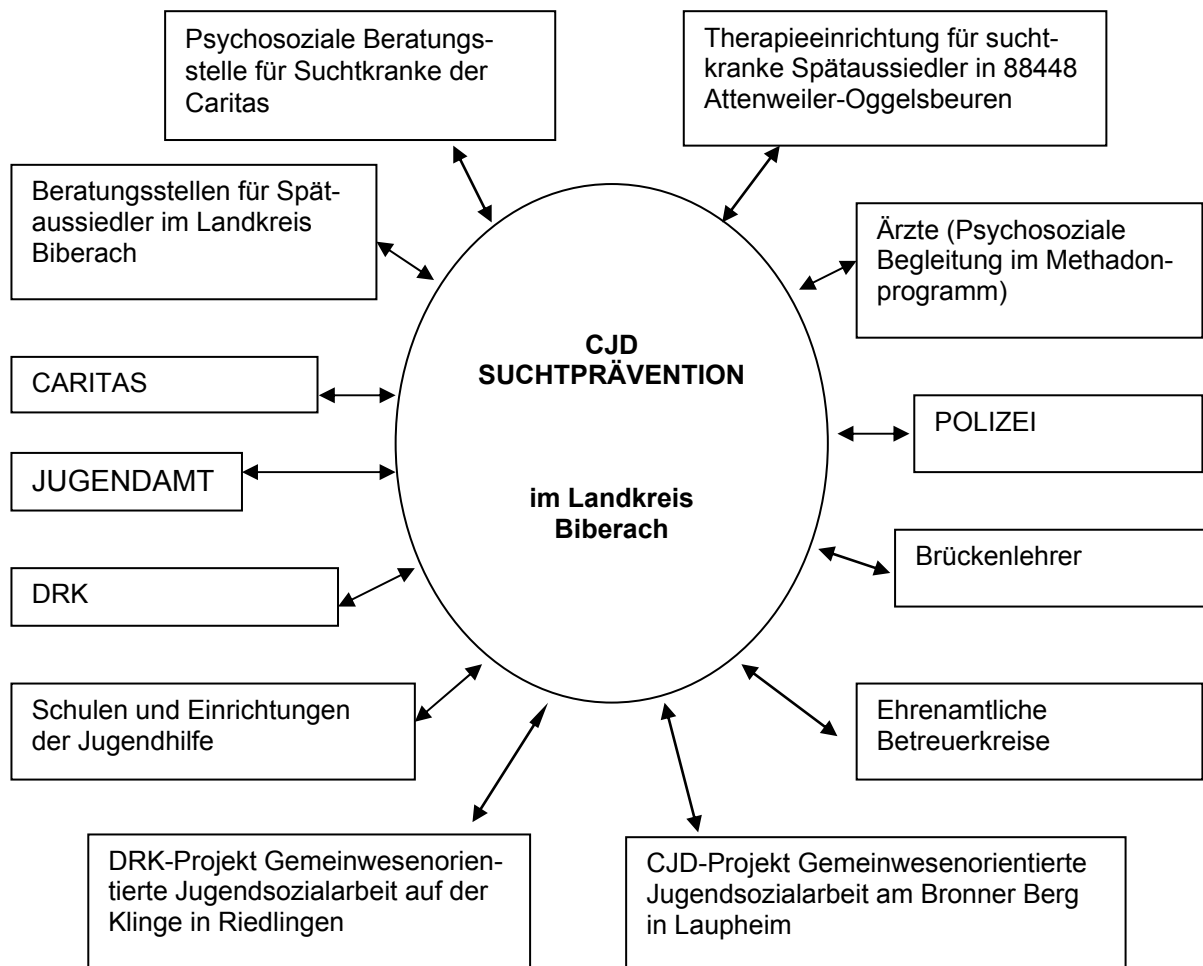 Psychosoziale Beratungs-
stelle für Suchtkranke der
Caritas
Therapieeinrichtung für sucht-
kranke Spätaussiedler in 88448
Attenweiler-Oggelsbeuren
Beratungsstellen für Spät-
aussiedler im Landkreis
Biberach
Ärzte (Psychosoziale
Begleitung im Methadon-
programm)
CJD
SUCHTPRÄVENTION
im Landkreis
Biberach
CARITAS
POLIZEI
JUGENDAMT
Brückenlehrer
DRK
Schulen und Einrichtungen
der Jugendhilfe
Ehrenamtliche
Betreuerkreise
DRK-Projekt Gemeinwesenorien-
tierte Jugendsozialarbeit auf der
Klinge in Riedlingen
CJD-Projekt Gemeinwesenorientierte
Jugendsozialarbeit am Bronner Berg
in Laupheim